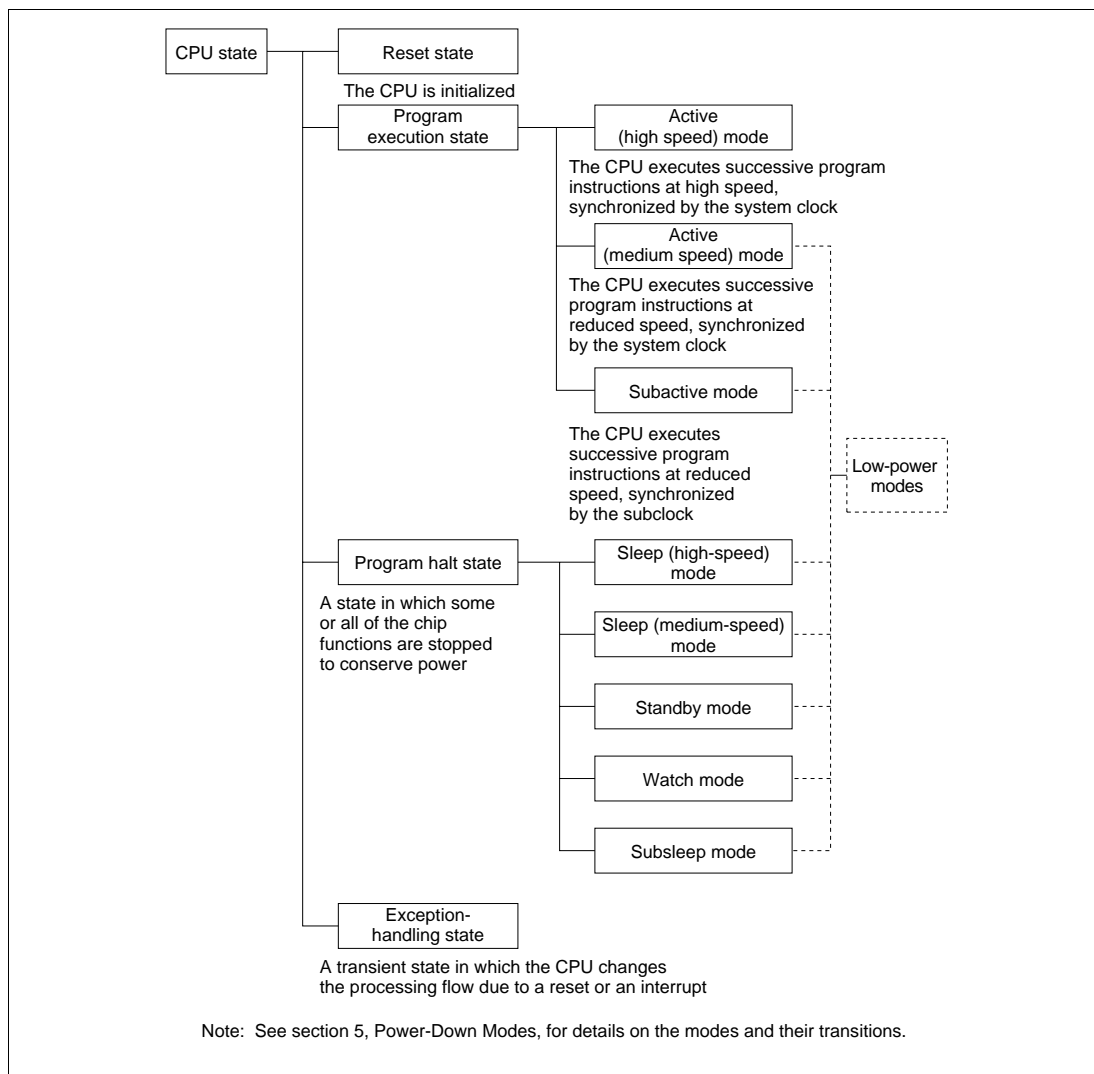 CPU state
Reset state
The CPU is initialized
Program
execution state
Active
(high speed) mode
The CPU executes successive program
instructions at high speed,
synchronized by the system clock
Active
(medium speed) mode
The CPU executes successive
program instructions at
reduced speed, synchronized
by the system clock
Subactive mode
The CPU executes
successive program
instructions at reduced
speed, synchronized
by the subclock
Low-power
modes
Program halt state
A state in which some
or all of the chip
functions are stopped
to conserve power
Sleep (high-speed)
mode
Sleep (medium-speed)
mode
Standby mode
Watch mode
Subsleep mode
Exception-
handling state
A transient state in which the CPU changes
the processing flow due to a reset or an interrupt
Note: See section 5, Power-Down Modes, for details on the modes and their transitions.